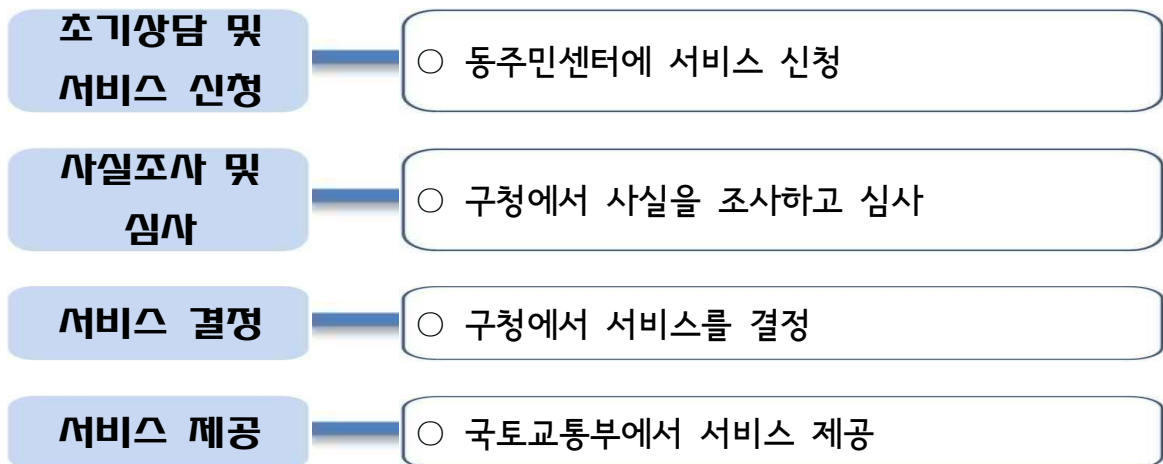 초기상담 및
서비스 신청
○ 동주민센터에 서비스 신청
사실조사 및
심사
○ 구청에서 사실을 조사하고 심사
서비스 결정
○ 구청에서 서비스를 결정
서비스 제공
○ 국토교통부에서 서비스 제공